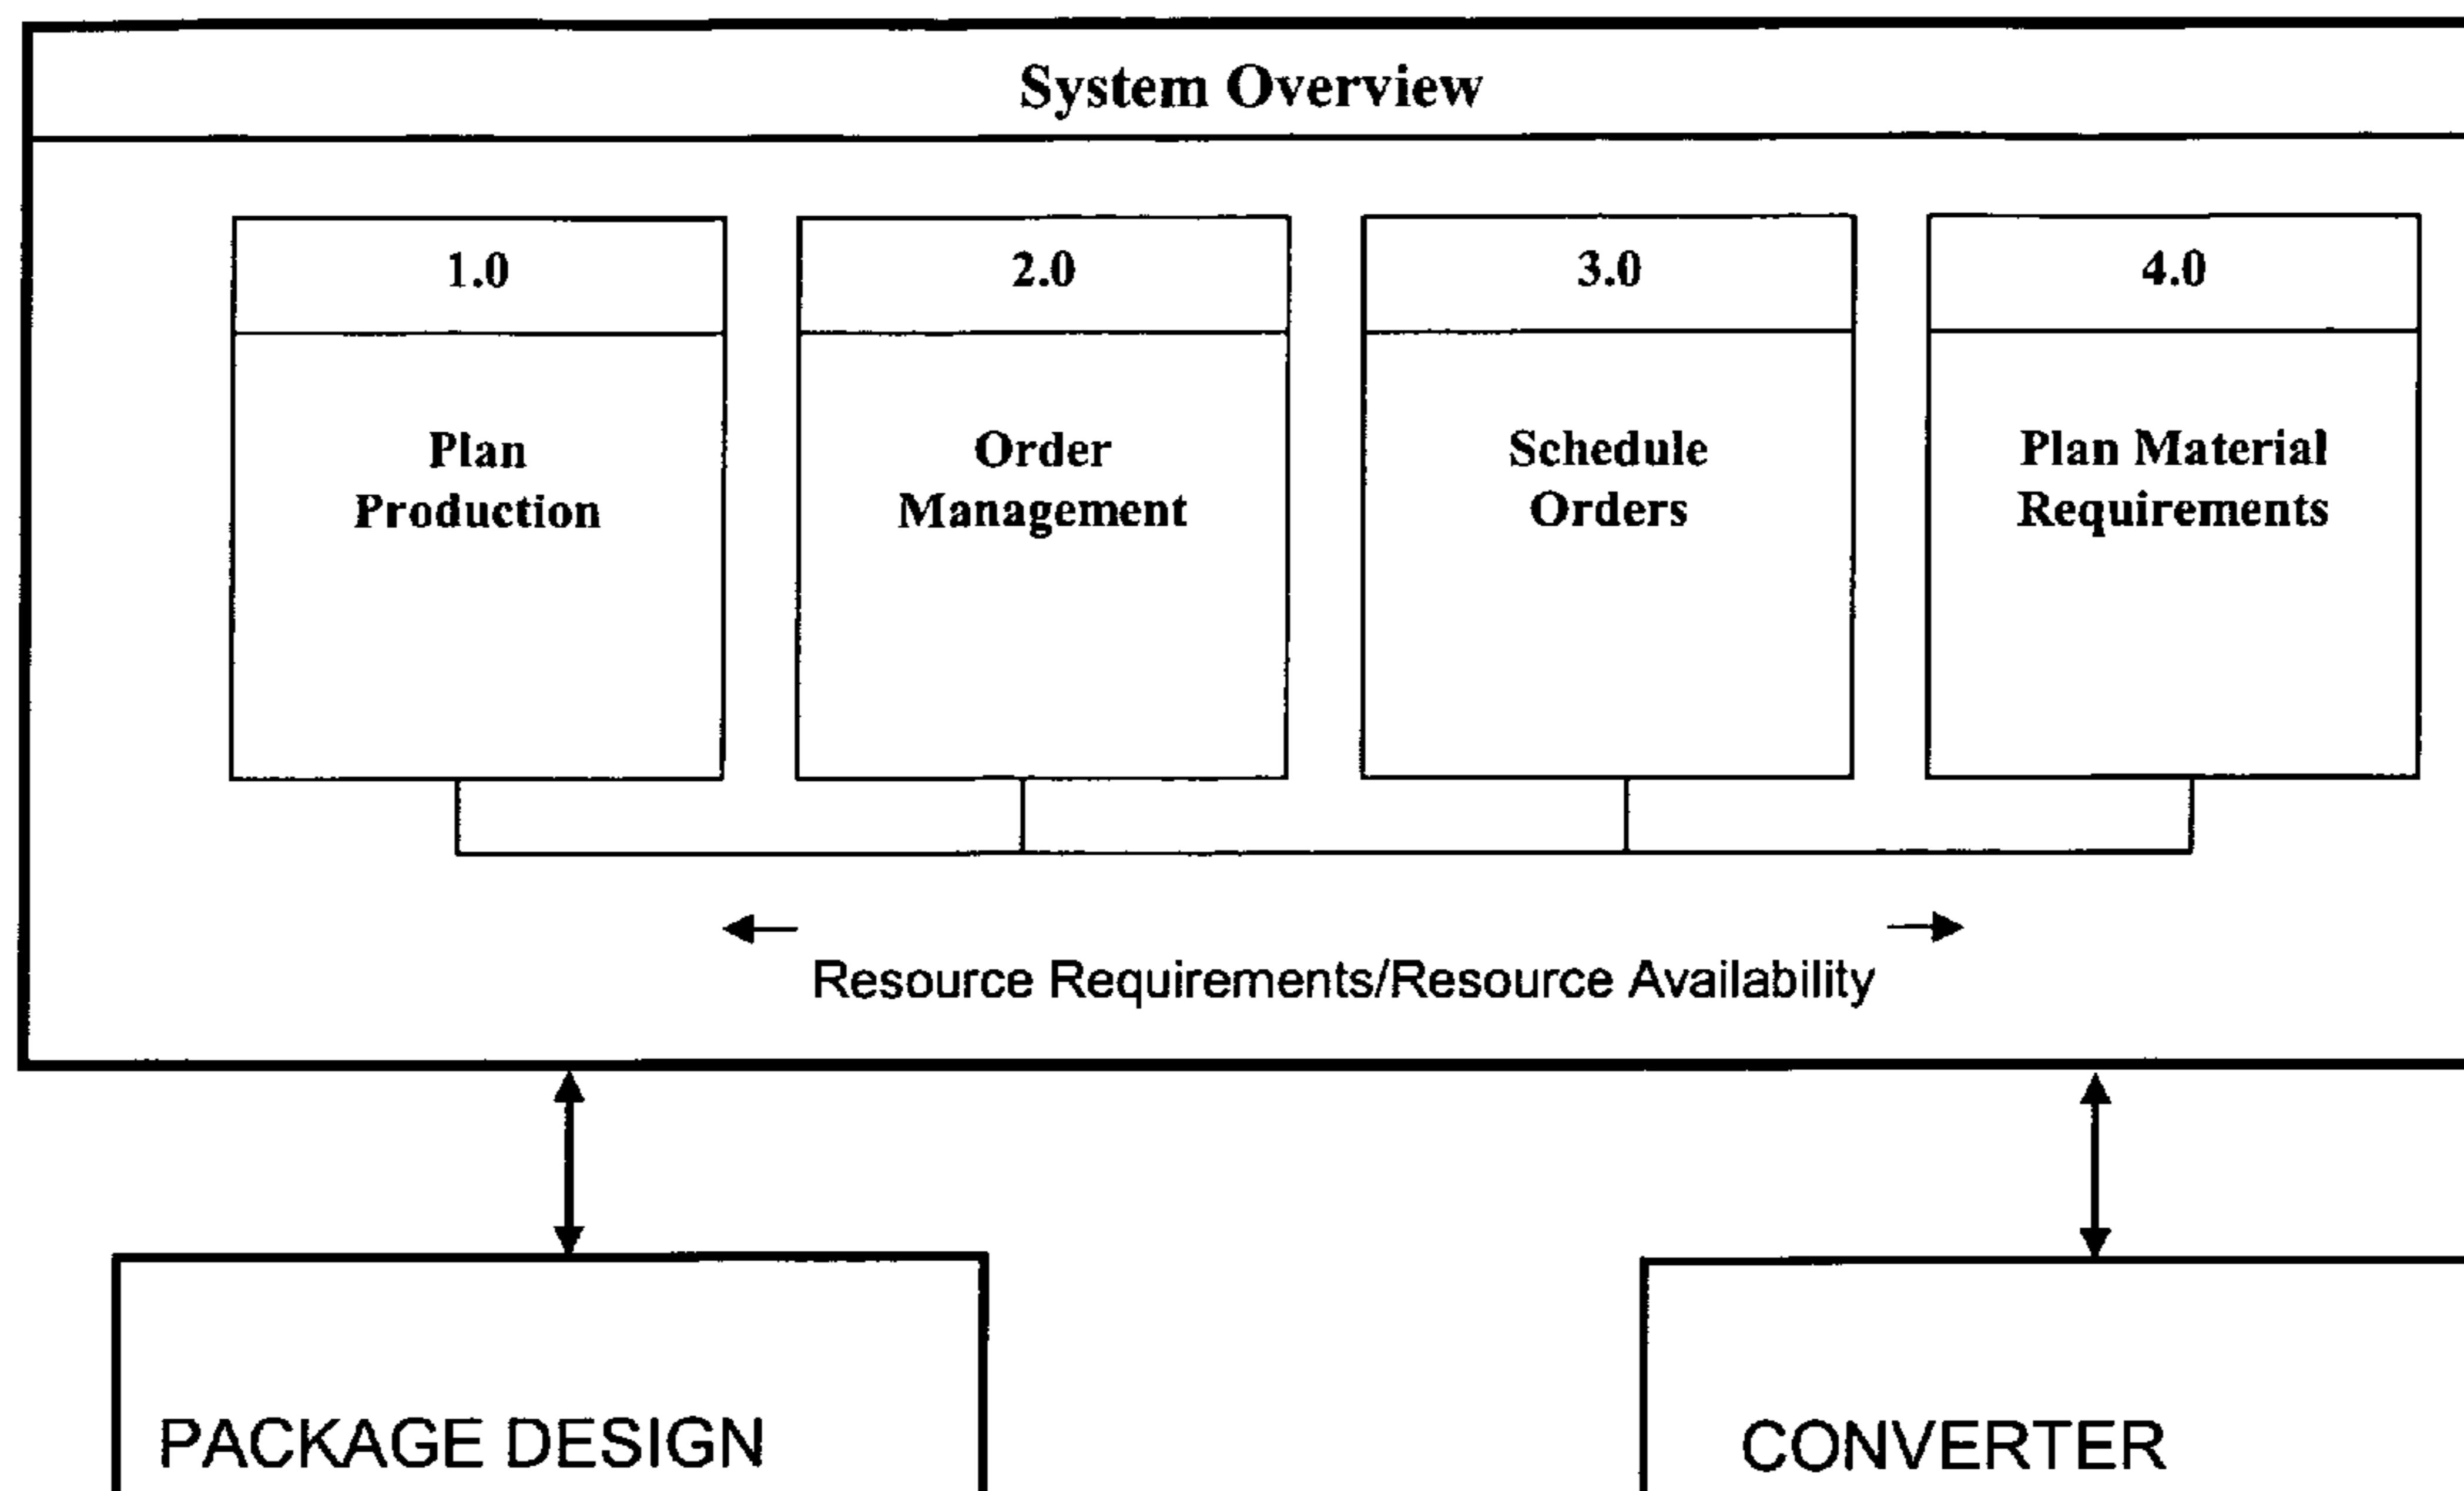 System Overview
1.0
Plan
Production
2.0
Order
Management
3.0
Schedule
Orders
4.0
Plan Material
Requirements
Resource Requirements/Resource Availability
PACKAGE DESIGN
CONVERTER